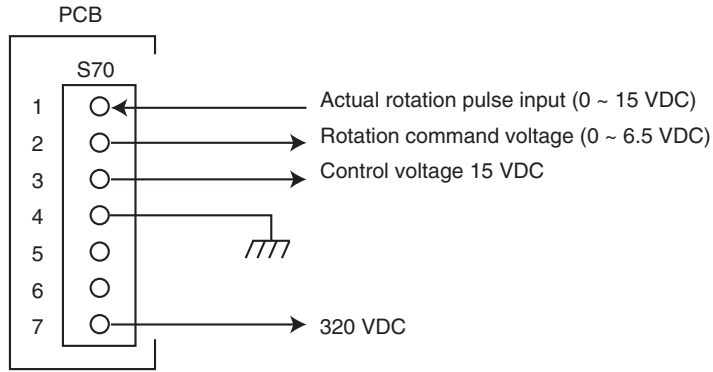 PCB
S70
1 Actual rotation pulse input (0 ~ 15 VDC)
2 Rotation command voltage (0 ~ 6.5 VDC)
3 Control voltage 15 VDC
4
5
6
7 320 VDC